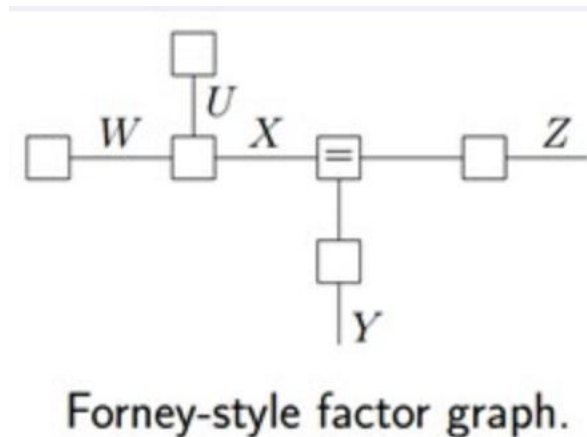 U
W X = Z
Y
Forney-style factor graph.